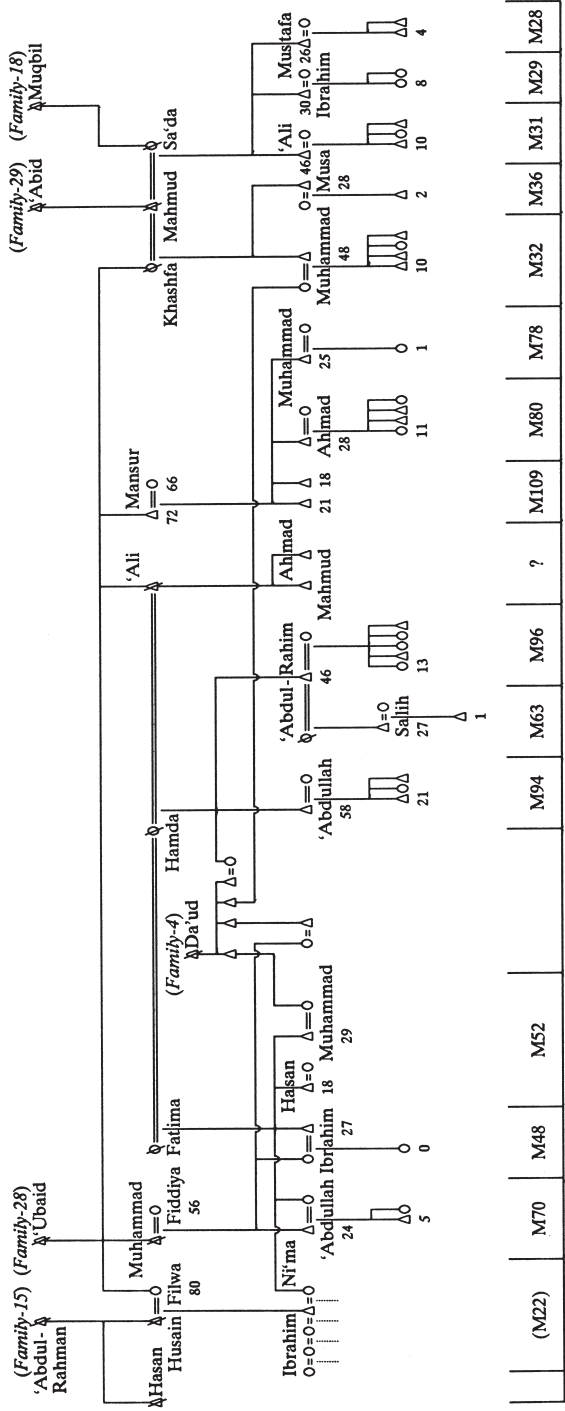 (Family-15) (Family-28) (Family-29) (Family-18)
‘Abdul- ‘Ubaid ‘Abid Muqbil
Rahman
Muhammad ‘Ali Mansur
Hasan Filwa Fiddiya Fatima Hamda 72 66 Khashfa Mahmud Sa‘da
Husain 80 56
(Family-4)
Da’ud
Ni‘ma Hasan ‘Abdul-Rahim Ahmad Muhammad ‘Ali Mustafa
Ibrahim 46 30 26
‘Abdullah Ibrahim 18 Muhammad ‘Abdullah 46 Mahmud 21 18 Ahmad 25 Muhammad Musa Ibrahim
24 27 29 58 28 48 28
Salih
27
5 0 21 13 11 1 10 2 10 8 4
1
(M22) M70 M48 M52 M94 M63 M96 ? M109 M80 M78 M32 M36 M31 M29 M28